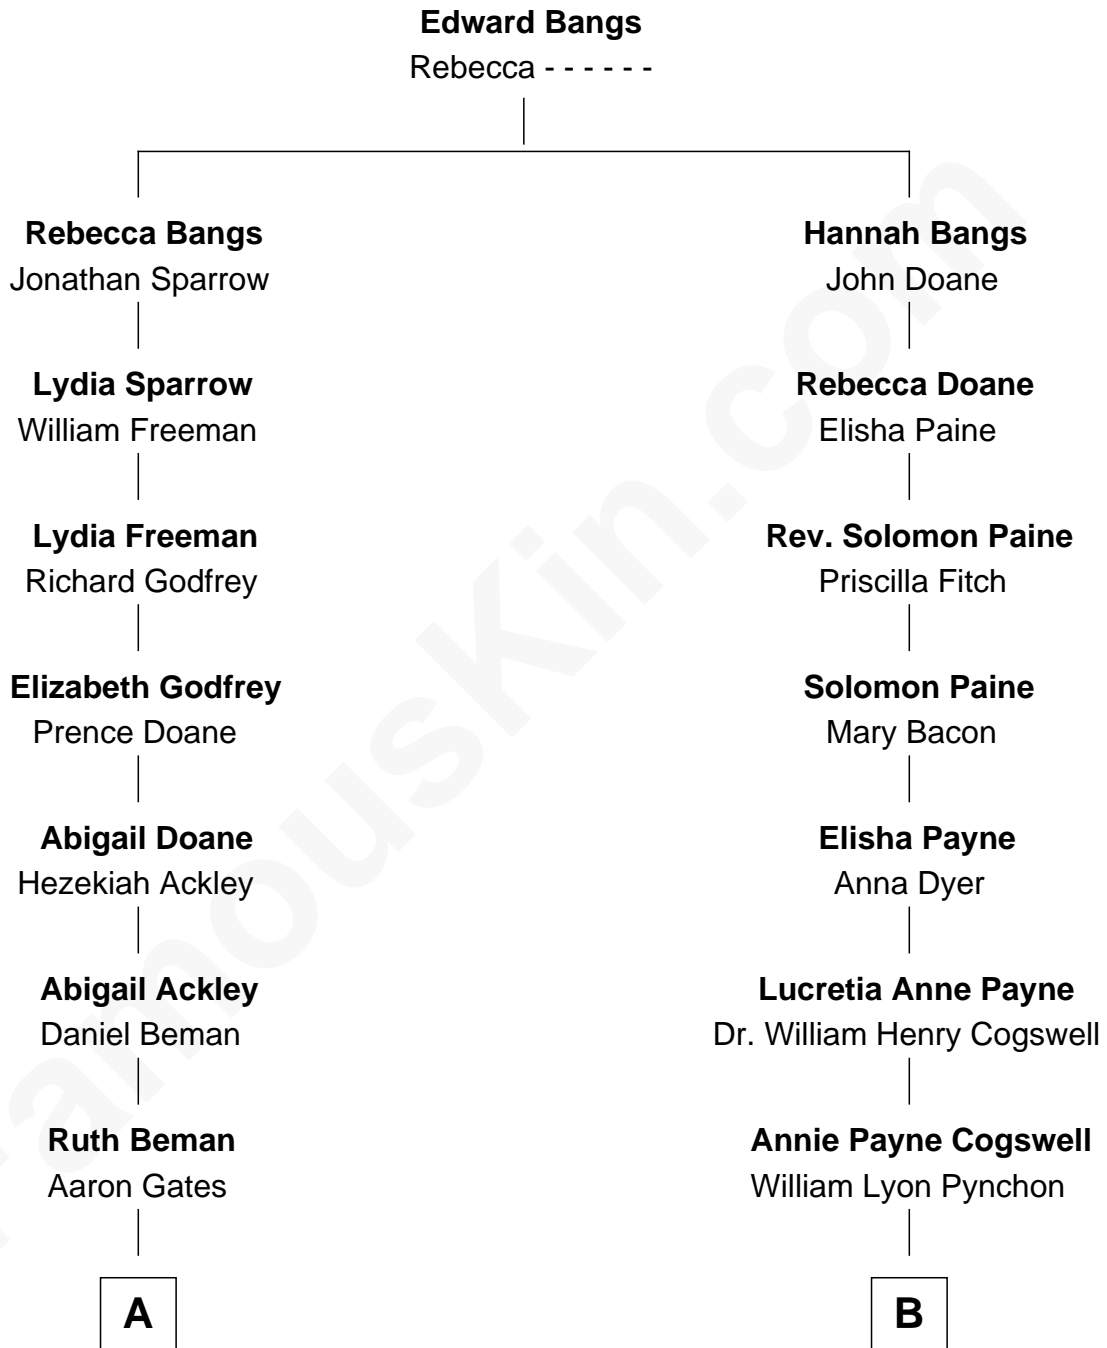 Edward Bangs
Rebecca - - - - - -
Rebecca Bangs
Jonathan Sparrow
Hannah Bangs
John Doane
Lydia Sparrow
William Freeman
Rebecca Doane
Elisha Paine
Lydia Freeman
Richard Godfrey
Rev. Solomon Paine
Priscilla Fitch
Elizabeth Godfrey
Prence Doane
Solomon Paine
Mary Bacon
Abigail Doane
Hezekiah Ackley
Elisha Payne
Anna Dyer
Abigail Ackley
Daniel Beman
Lucretia Anne Payne
Dr. William Henry Cogswell
Ruth Beman
Aaron Gates
Annie Payne Cogswell
William Lyon Pynchon
A
B
FamousKin.com